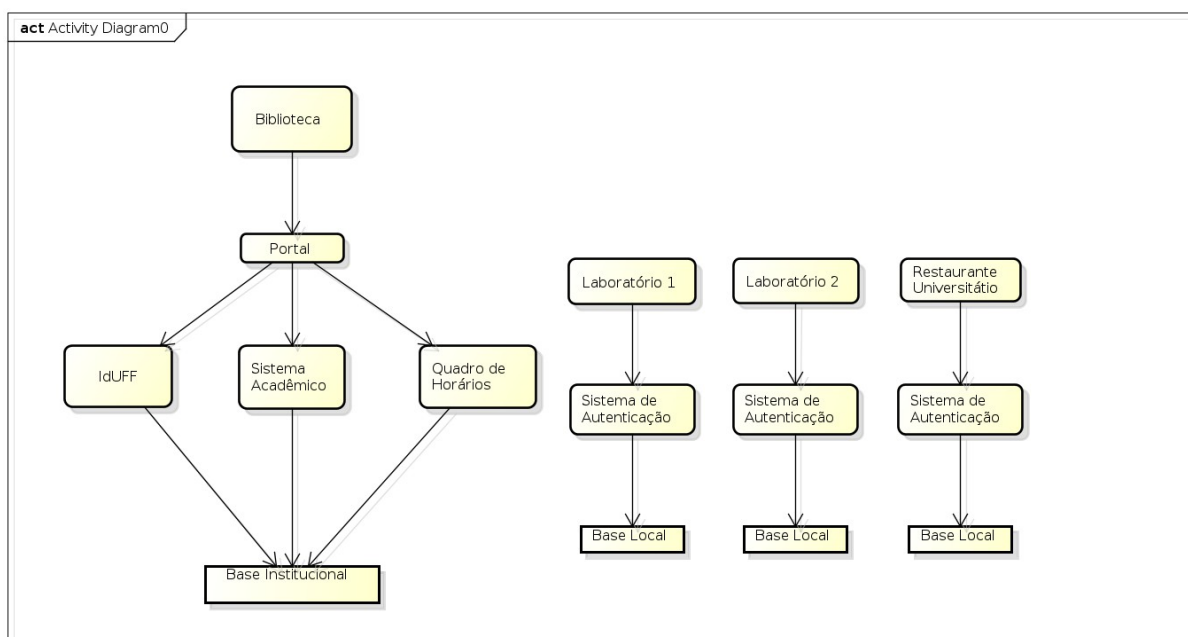 act Activity Diagram0
Biblioteca
Portal
IdUFF
Sistema
Acadêmico
Quadro de
Horários
Base Institucional
Laboratório 1
Sistema de
Autenticação
Base Local
Laboratório 2
Sistema de
Autenticação
Base Local
Restaurante
Universitátio
Sistema de
Autenticação
Base Local